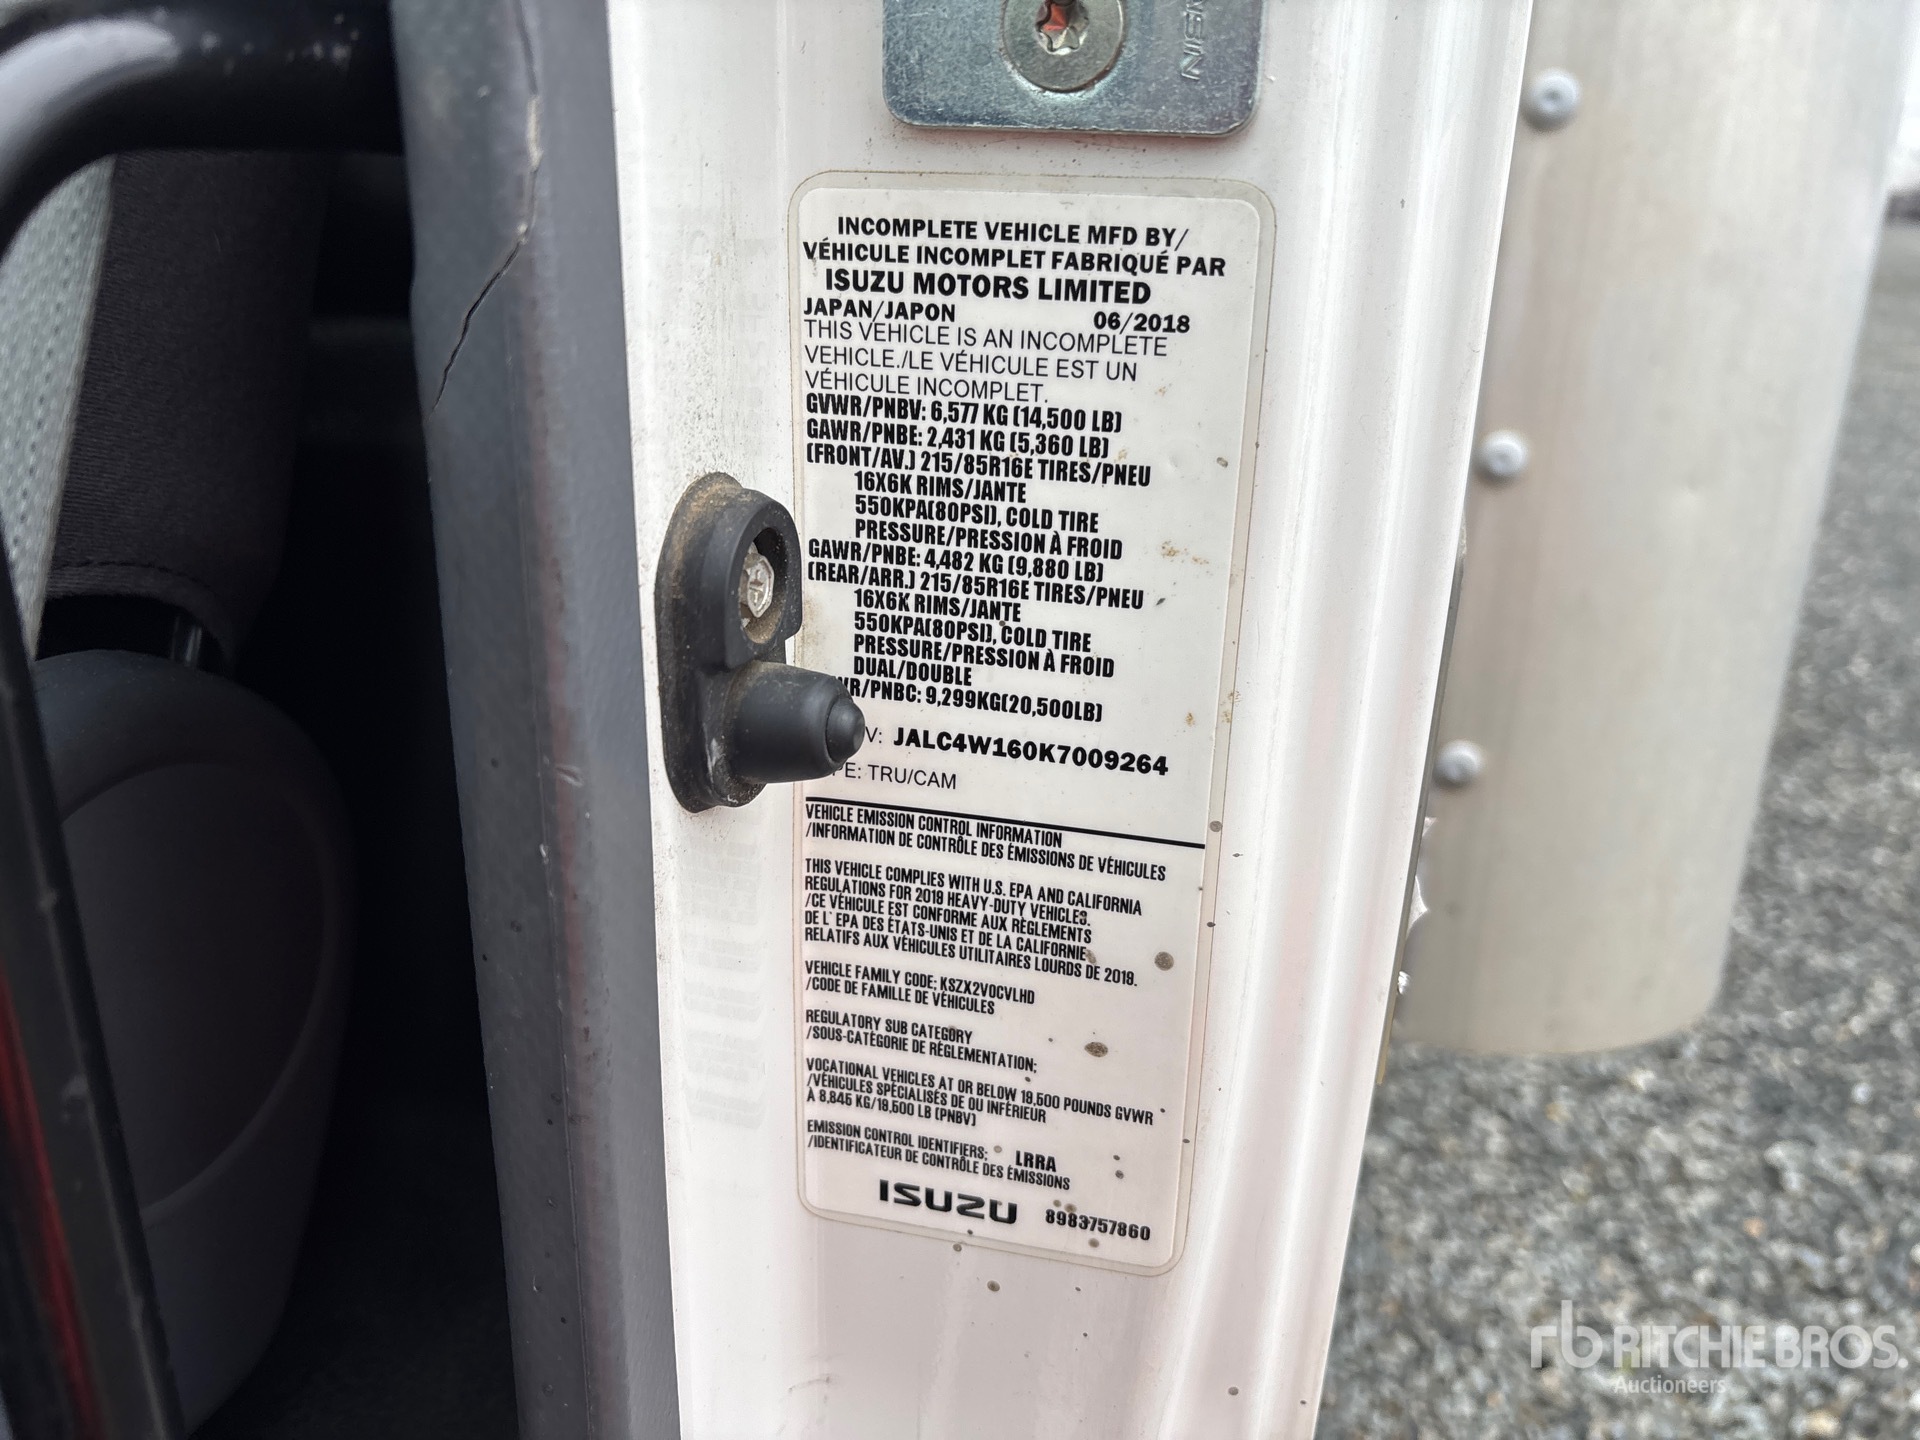 INCOMPLETE VEHICLE MFD BY/
VÉHICULE INCOMPLET FABRIQUÉ PAR
ISUZU MOTORS LIMITED
JAPAN/JAPON 06/2018
THIS VEHICLE IS AN INCOMPLETE
VEHICLE./LE VÉHICULE EST UN
VÉHICULE INCOMPLET.
GVWR/PNBV: 6,577 KG (14,500 LB)
GAWR/PNBE: 2,431 KG (5,360 LB)
(FRONT/AV.) 215/85R16E TIRES/PNEU
16X6K RIMS/JANTE
550KPA(80PSI), COLD TIRE
PRESSURE/PRESSION À FROID
GAWR/PNBE: 4,482 KG (9,880 LB)
(REAR/ARR.) 215/85R16E TIRES/PNEU
16X6K RIMS/JANTE
550KPA(80PSI), COLD TIRE
PRESSURE/PRESSION À FROID
DUAL/DOUBLE
WR/PNBC: 9,299KG(20,500LB)
V: JALC4W160K7009264
PE: TRU/CAM
VEHICLE EMISSION CONTROL INFORMATION
/INFORMATION DE CONTRÔLE DES ÉMISSIONS DE VÉHICULES
THIS VEHICLE COMPLIES WITH U.S. EPA AND CALIFORNIA
REGULATIONS FOR 2019 HEAVY-DUTY VEHICLES.
/CE VÉHICULE EST CONFORME AUX RÈGLEMENTS
DE L' EPA DES ÉTATS-UNIS ET DE LA CALIFORNIE
RELATIFS AUX VÉHICULES UTILITAIRES LOURDS DE 2019.
VEHICLE FAMILY CODE: KSZX2VOCVLHD
/CODE DE FAMILLE DE VÉHICULES
REGULATORY SUB CATEGORY
/SOUS-CATÉGORIE DE RÉGLEMENTATION:
VOCATIONAL VEHICLES AT OR BELOW 19,500 POUNDS GVWR
/VÉHICULES SPÉCIALISÉS DE OU INFÉRIEUR
À 8,845 KG/19,500 LB (PNBV)
EMISSION CONTROL IDENTIFIERS: LRRA
/IDENTIFICATEUR DE CONTRÔLE DES ÉMISSIONS
ISUZU 8983757860
rb RITCHIE BROS.
Auctioneers